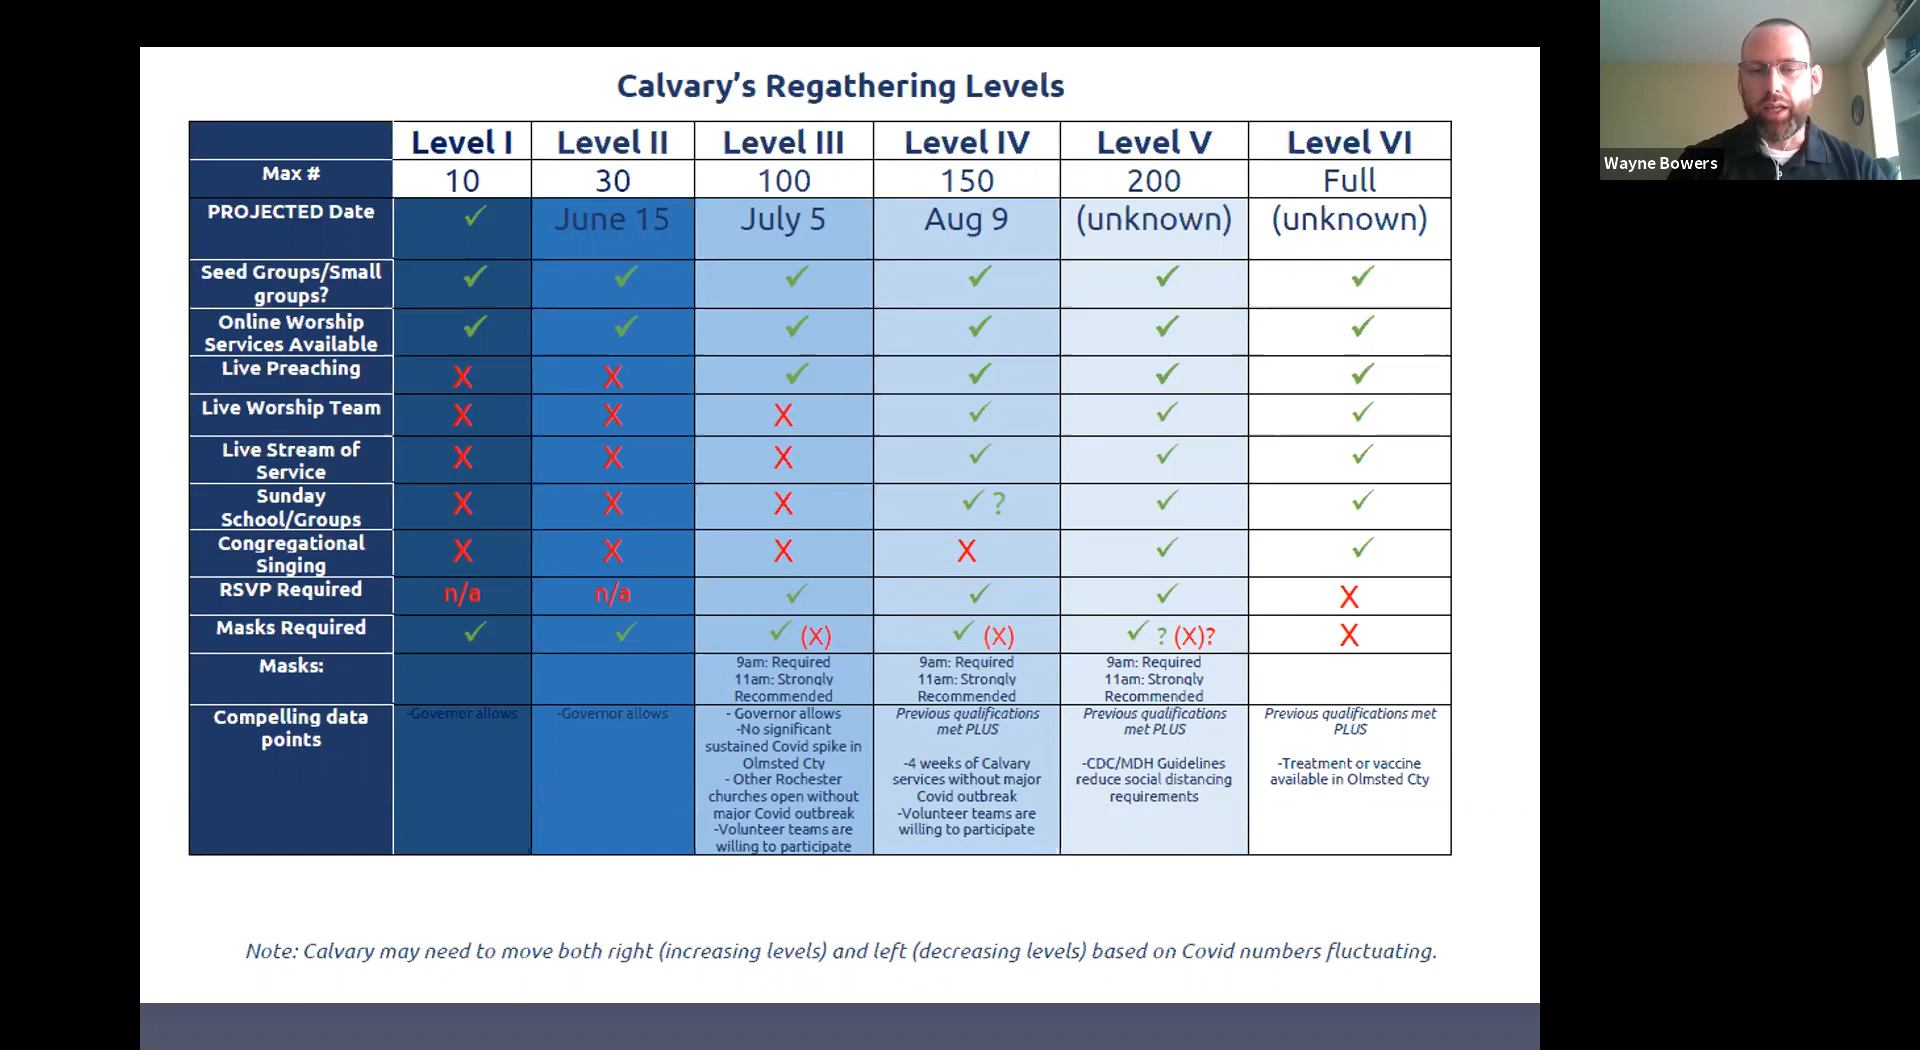 Calvary's Regathering Levels
Level I Level II Level III Level IV Level V Level VI
Max # 10 30 100 150 200 Full
PROJECTED Date ✓ June 15 July 5 Aug 9 (unknown) (unknown)
Seed Groups/Small groups? ✓ ✓ ✓ ✓ ✓ ✓
Online Worship Services Available ✓ ✓ ✓ ✓ ✓ ✓
Live Preaching X X ✓ ✓ ✓ ✓
Live Worship Team X X X ✓ ✓ ✓
Live Stream of Service X X X ✓ ✓ ✓
Sunday School/Groups X X X ✓ ? ✓ ✓
Congregational Singing X X X X ✓ ✓
RSVP Required n/a n/a ✓ ✓ ✓ X
Masks Required ✓ ✓ ✓ (X) ✓ (X) ✓ ? (X)? X
Masks:
9am: Required
11am: Strongly
Recommended
9am: Required
11am: Strongly
Recommended
9am: Required
11am: Strongly
Recommended
Compelling data
points
-Governor allows
-Governor allows
- Governor allows
-No significant
sustained Covid spike in
Olmsted Cty
- Other Rochester
churches open without
major Covid outbreak
-Volunteer teams are
willing to participate
Previous qualifications
met PLUS
-4 weeks of Calvary
services without major
Covid outbreak
-Volunteer teams are
willing to participate
Previous qualifications
met PLUS
-CDC/MDH Guidelines
reduce social distancing
requirements
Previous qualifications met
PLUS
-Treatment or vaccine
available in Olmsted Cty
Note: Calvary may need to move both right (increasing levels) and left (decreasing levels) based on Covid numbers fluctuating.
Wayne Bowers